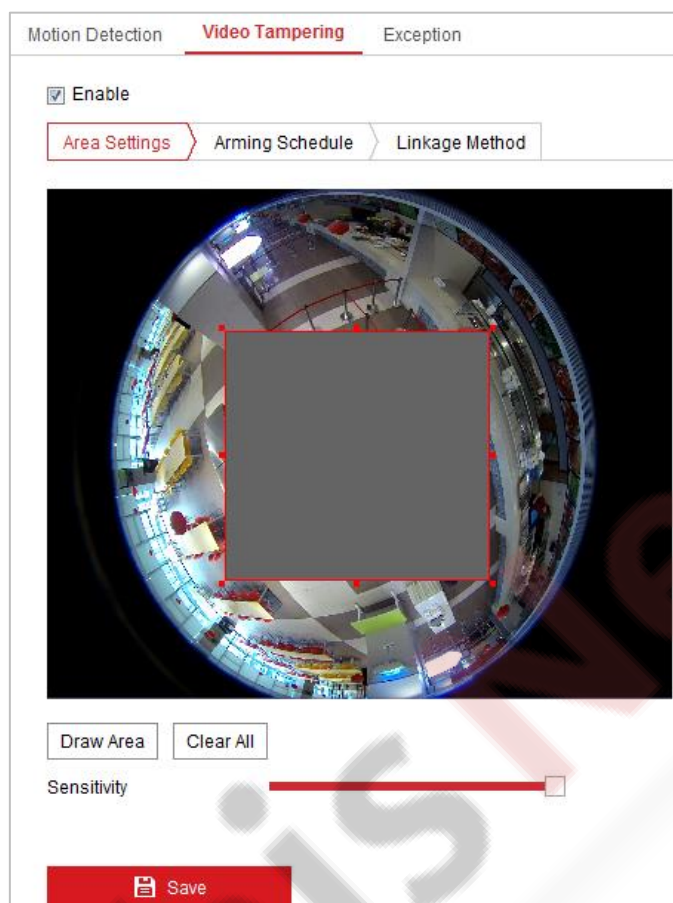 Motion Detection Video Tampering Exception
Enable
Area Settings Arming Schedule Linkage Method
Draw Area Clear All
Sensitivity
Save